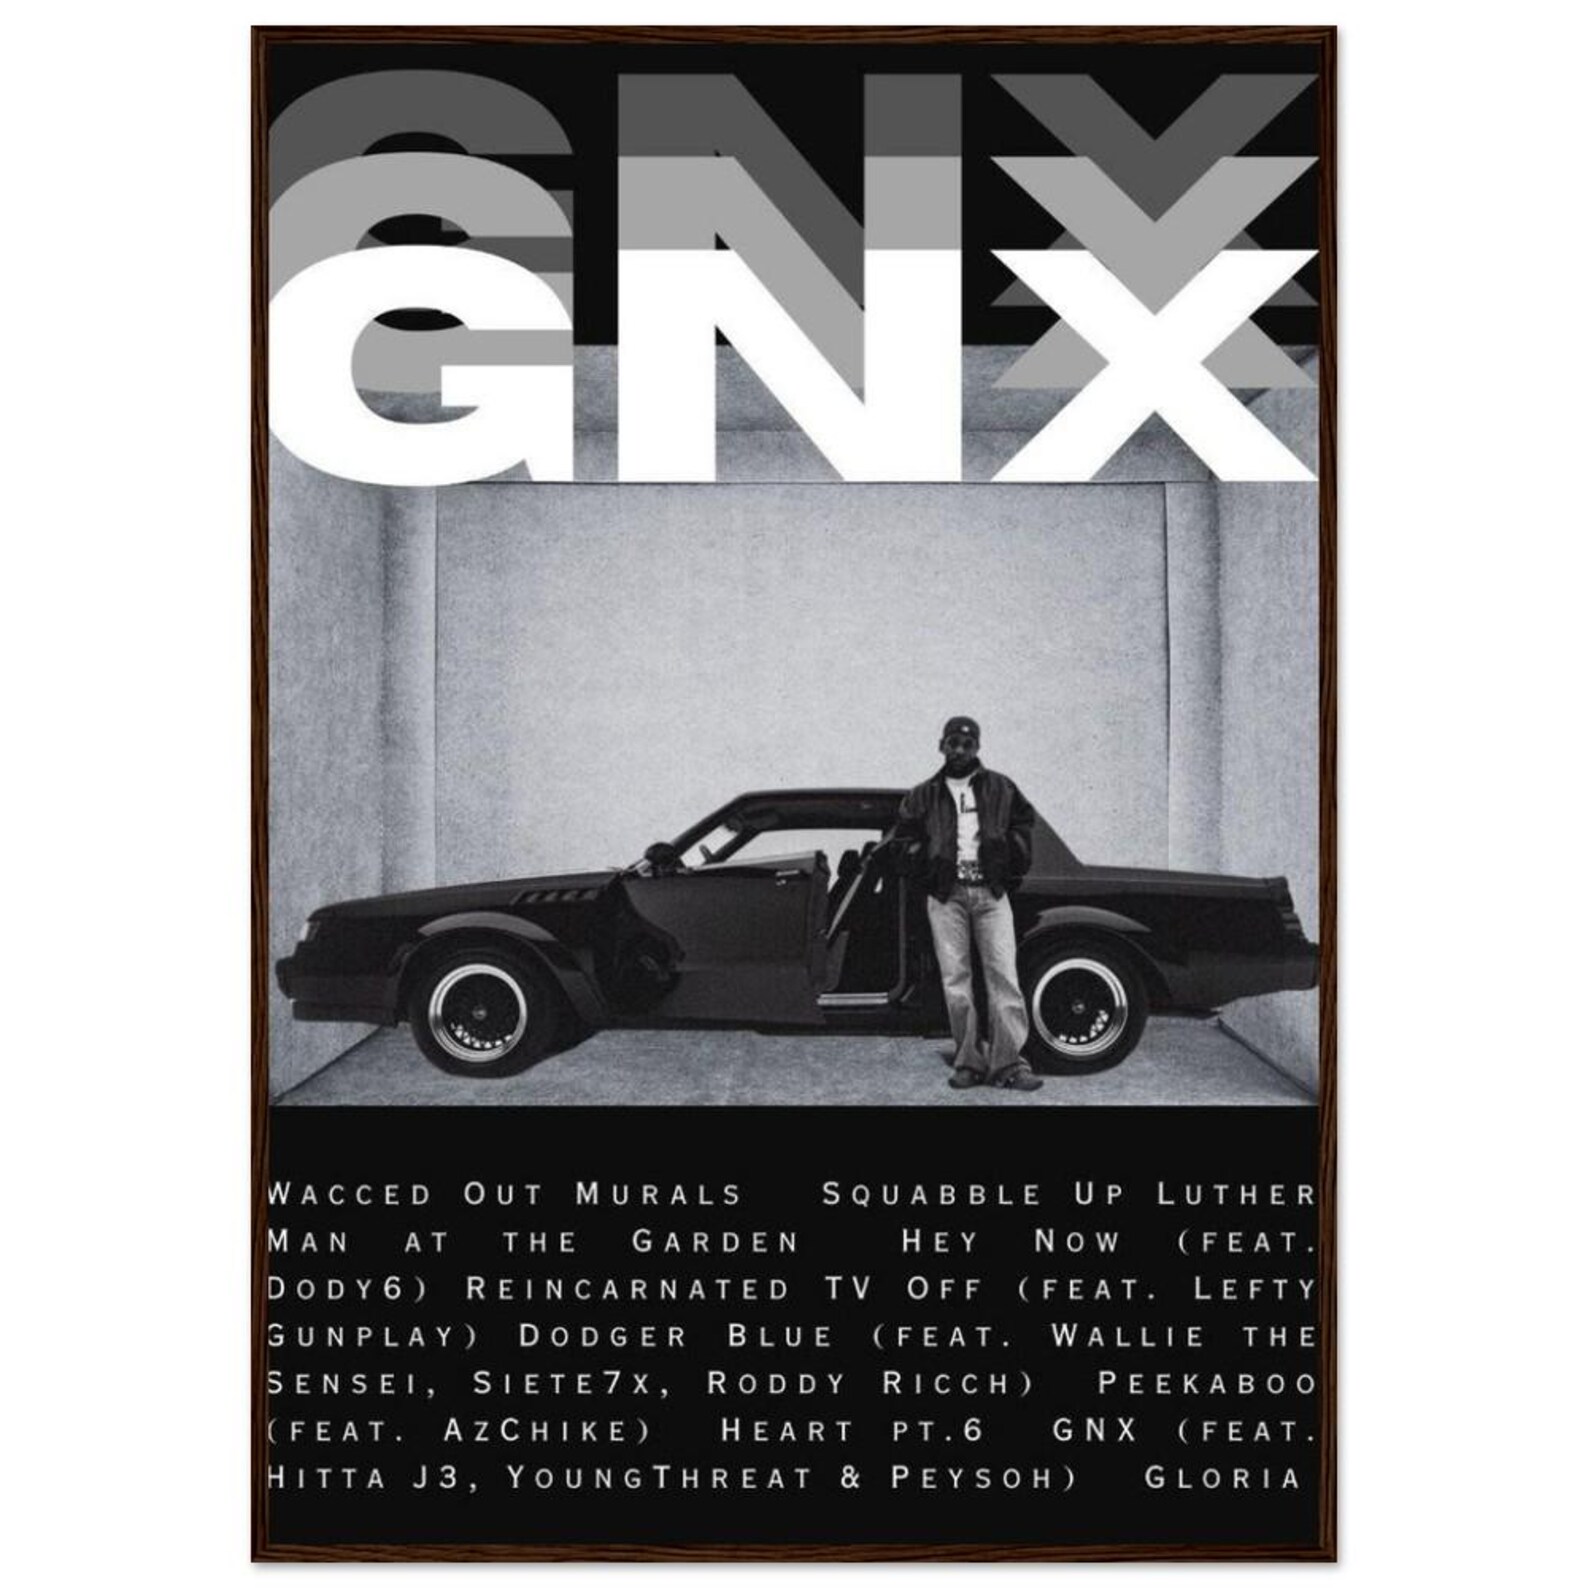 GNX
GNX
GNX
WACCED OUT MURALS SQUABBLE UP LUTHER
MAN AT THE GARDEN HEY NOW (FEAT.
DODY6) REINCARNATED TV OFF (FEAT. LEFTY
GUNPLAY) DODGER BLUE (FEAT. WALLIE THE
SENSEI, SIETE7X, RODDY RICCH) PEEKABOO
(FEAT. AZCHIKE) HEART PT.6 GNX (FEAT.
HITTA J3, YOUNGTHREAT & PEYSOH) GLORIA